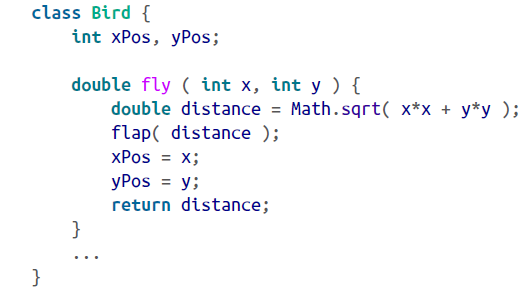 class Bird {
    int xPos, yPos;

    double fly ( int x, int y ) {
        double distance = Math.sqrt( x*x + y*y );
        flap( distance );
        xPos = x;
        yPos = y;
        return distance;
    }
    ...
}